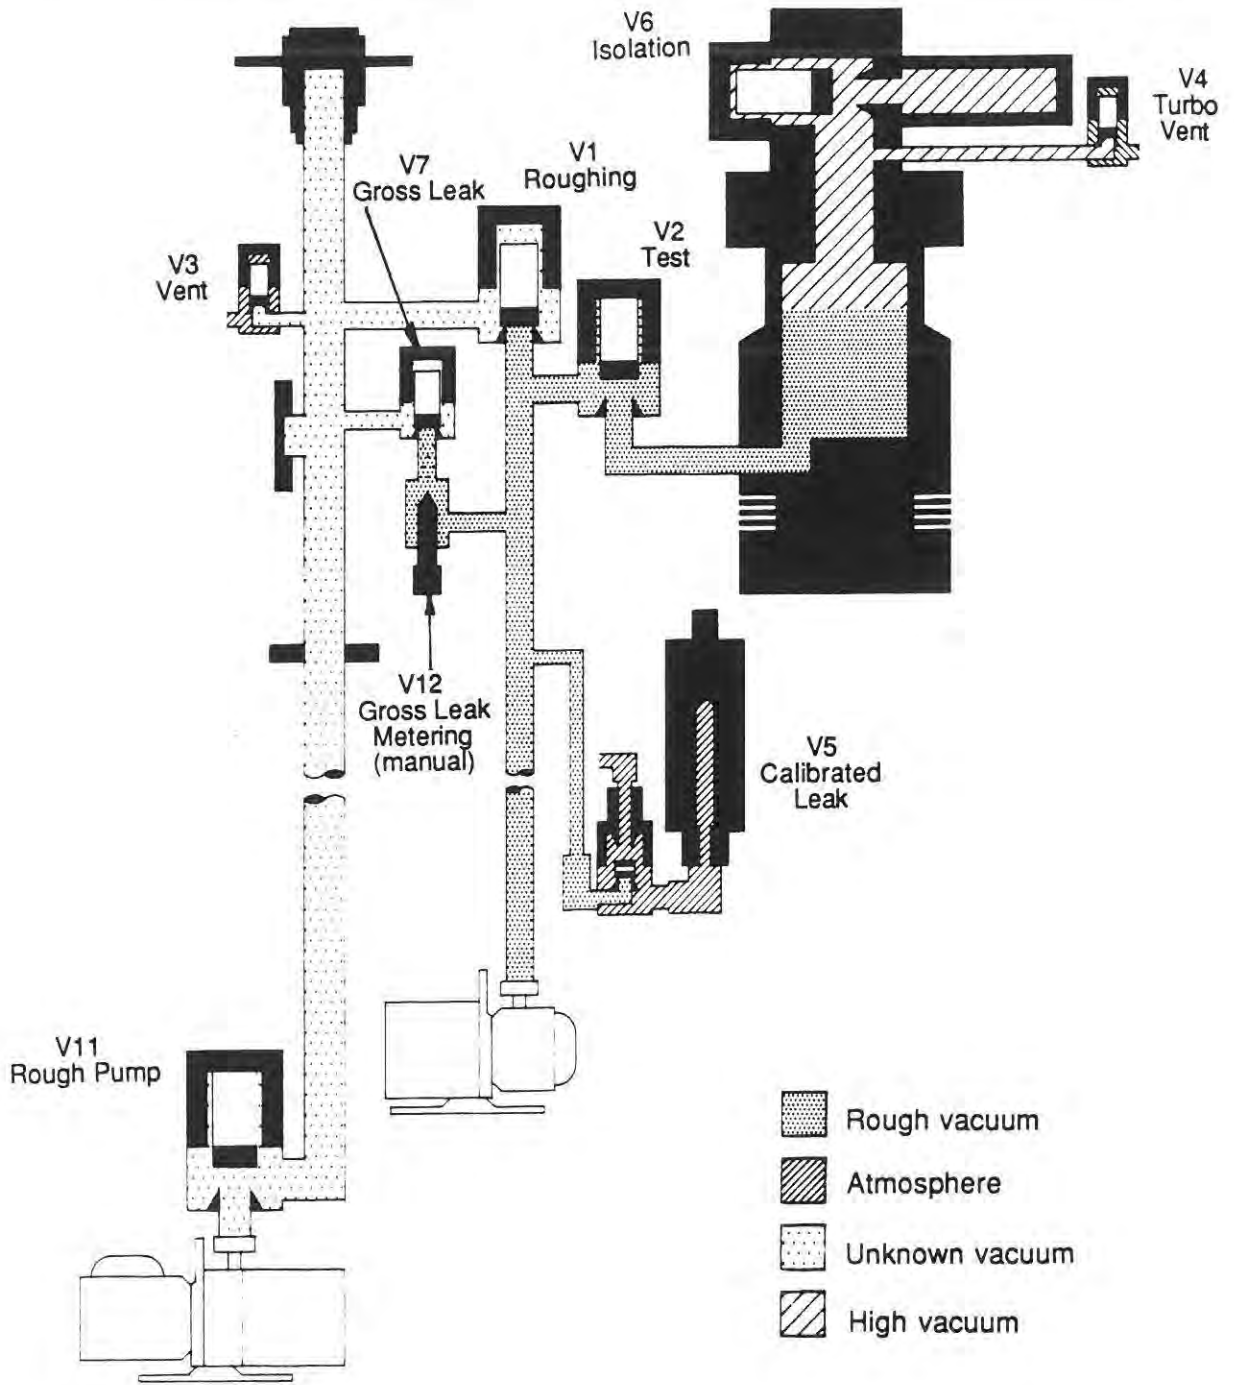 V6
Isolation
V4
Turbo
Vent
V1
Roughing
V7
Gross Leak
V2
Test
V3
Vent
V12
Gross Leak
Metering
(manual)
V5
Calibrated
Leak
V11
Rough Pump
Rough vacuum
Atmosphere
Unknown vacuum
High vacuum